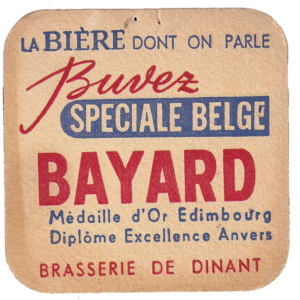 LA BIÈRE DONT ON PARLE
Buvez
SPECIALE BELGE
BAYARD
Médaille d'Or Edimbourg
Diplôme Excellence Anvers
BRASSERIE DE DINANT